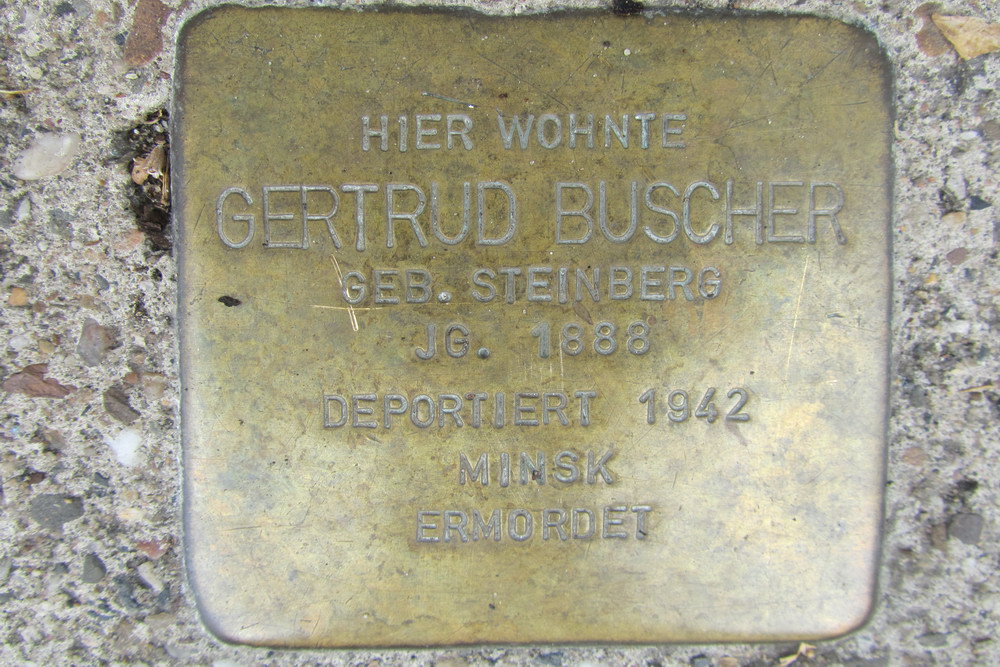 HIER WOHNTE
GERTRUD BUSCHER
GEB. STEINBERG
JG. 1888
DEPORTIERT 1942
MINSK
ERMORDET